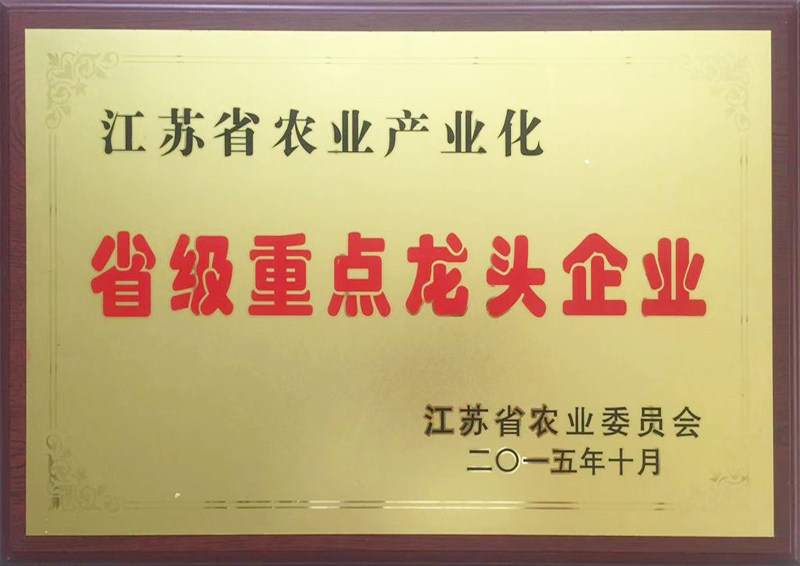 江苏省农业产业化
省级重点龙头企业
江苏省农业委员会
二〇一五年十月